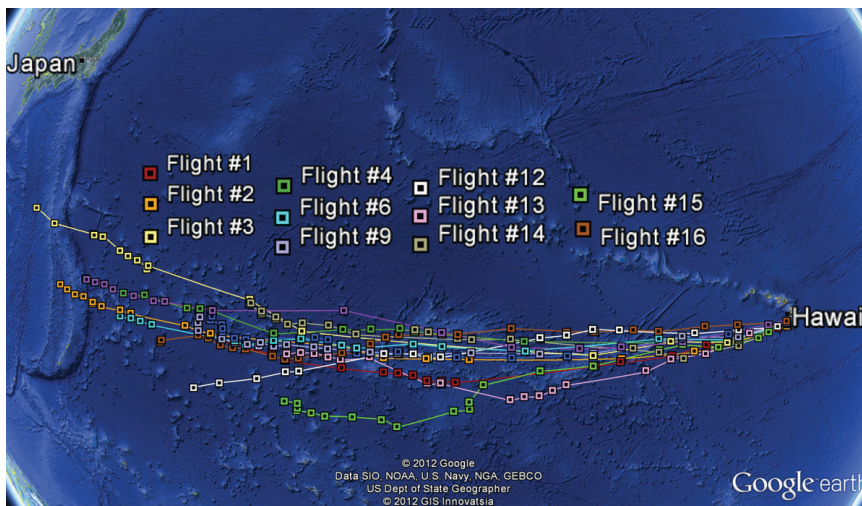 Japan
Flight #1
Flight #2
Flight #3
Flight #4
Flight #6
Flight #9
Flight #12
Flight #13
Flight #14
Flight #15
Flight #16
Hawai
© 2012 Google
Data SIO, NOAA, U.S. Navy, NGA, GEBCO
US Dept of State Geographer
© 2012 GIS Innovatsia
Google earth